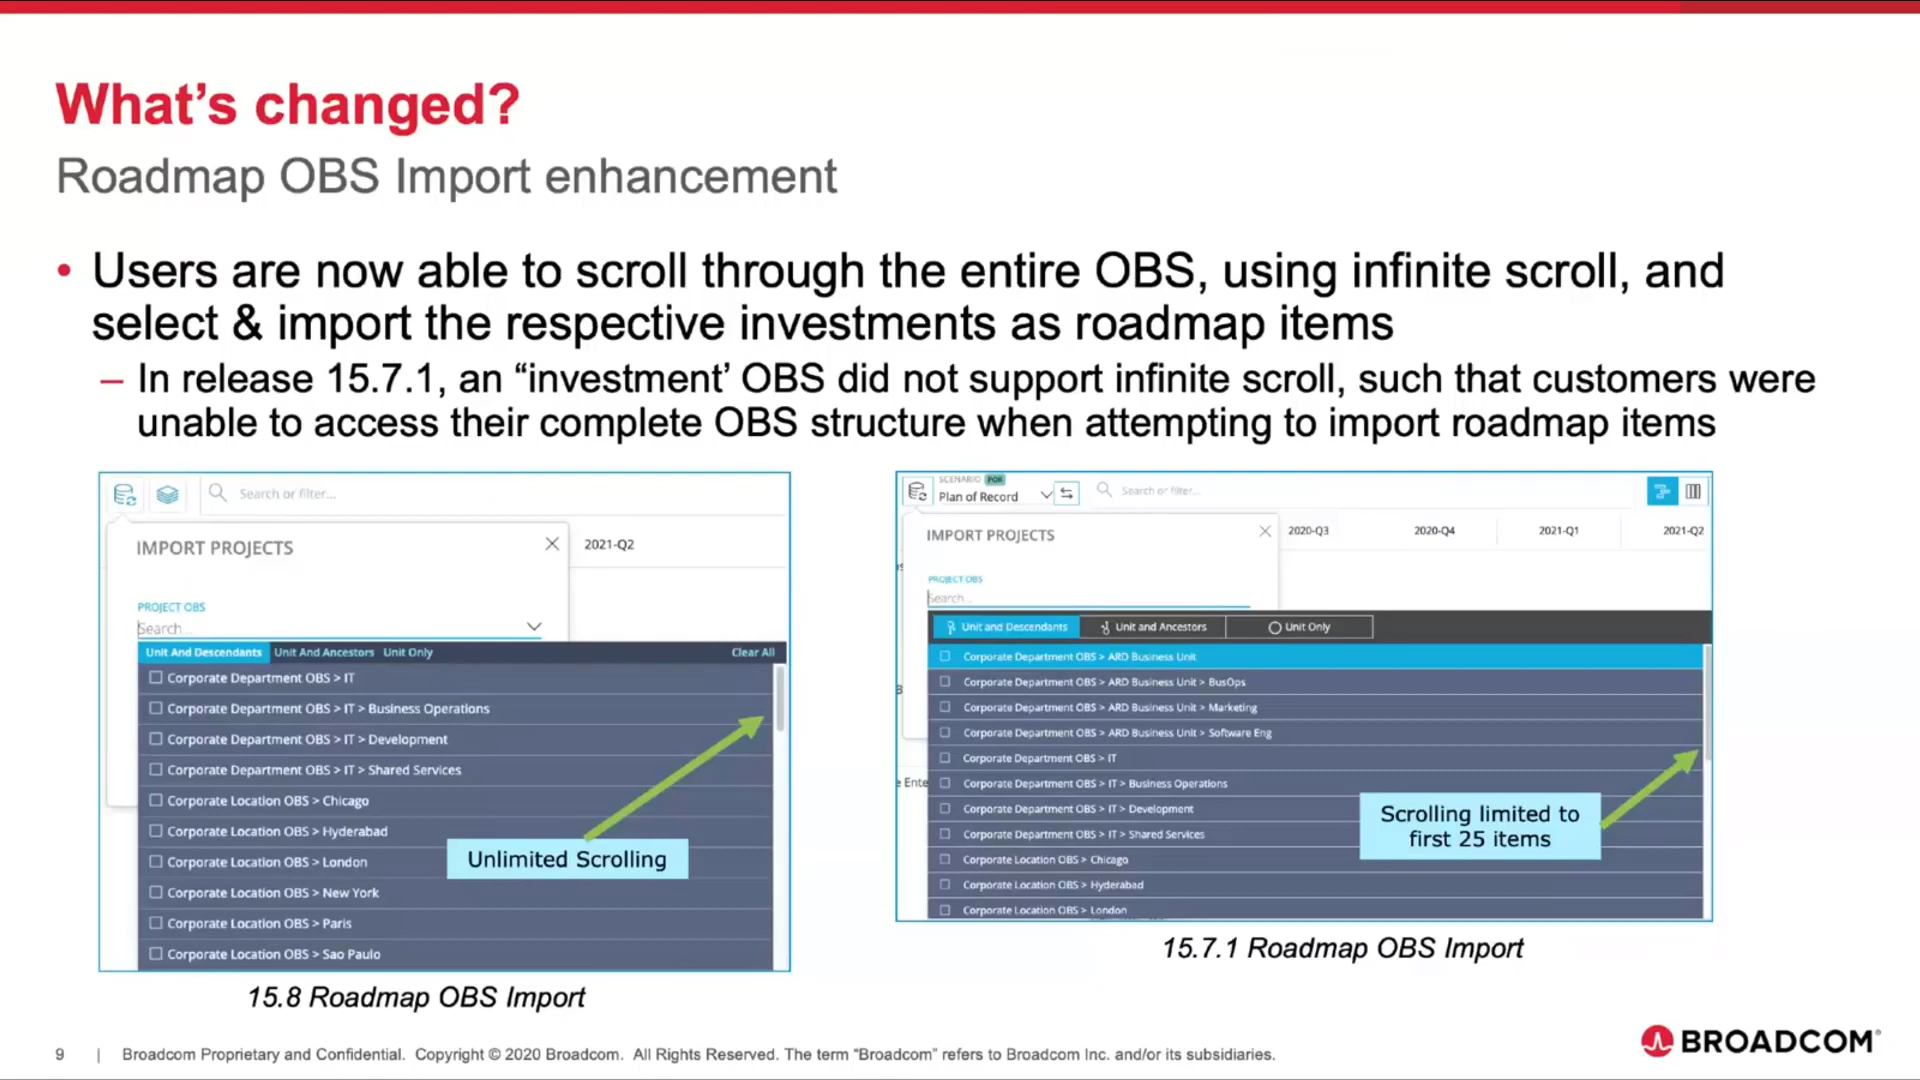 What's changed?
Roadmap OBS Import enhancement
• Users are now able to scroll through the entire OBS, using infinite scroll, and
select & import the respective investments as roadmap items
– In release 15.7.1, an “investment’ OBS did not support infinite scroll, such that customers were
unable to access their complete OBS structure when attempting to import roadmap items
Search or filter...
IMPORT PROJECTS
2021-Q2
PROJECT OBS
Search...
Unit And Descendants Unit And Ancestors Unit Only Clear All
Corporate Department OBS > IT
Corporate Department OBS > IT > Business Operations
Corporate Department OBS > IT > Development
Corporate Department OBS > IT > Shared Services
Corporate Location OBS > Chicago
Corporate Location OBS > Hyderabad
Corporate Location OBS > London
Corporate Location OBS > New York
Corporate Location OBS > Paris
Corporate Location OBS > Sao Paulo
Unlimited Scrolling
15.8 Roadmap OBS Import
SCENARIO POR
Plan of Record
Search or filter...
IMPORT PROJECTS
2020-Q3 2020-Q4 2021-Q1 2021-Q2
PROJECT OBS
Search...
Unit and Descendants Unit and Ancestors Unit Only
Corporate Department OBS > ARD Business Unit
Corporate Department OBS > ARD Business Unit > BusOps
Corporate Department OBS > ARD Business Unit > Marketing
Corporate Department OBS > ARD Business Unit > Software Eng
Corporate Department OBS > IT
e Ente
Corporate Department OBS > IT > Business Operations
Corporate Department OBS > IT > Development
Corporate Department OBS > IT > Shared Services
Corporate Location OBS > Chicago
Corporate Location OBS > Hyderabad
Corporate Location OBS > London
Scrolling limited to
first 25 items
15.7.1 Roadmap OBS Import
9 | Broadcom Proprietary and Confidential. Copyright © 2020 Broadcom. All Rights Reserved. The term “Broadcom” refers to Broadcom Inc. and/or its subsidiaries.
BROADCOM®